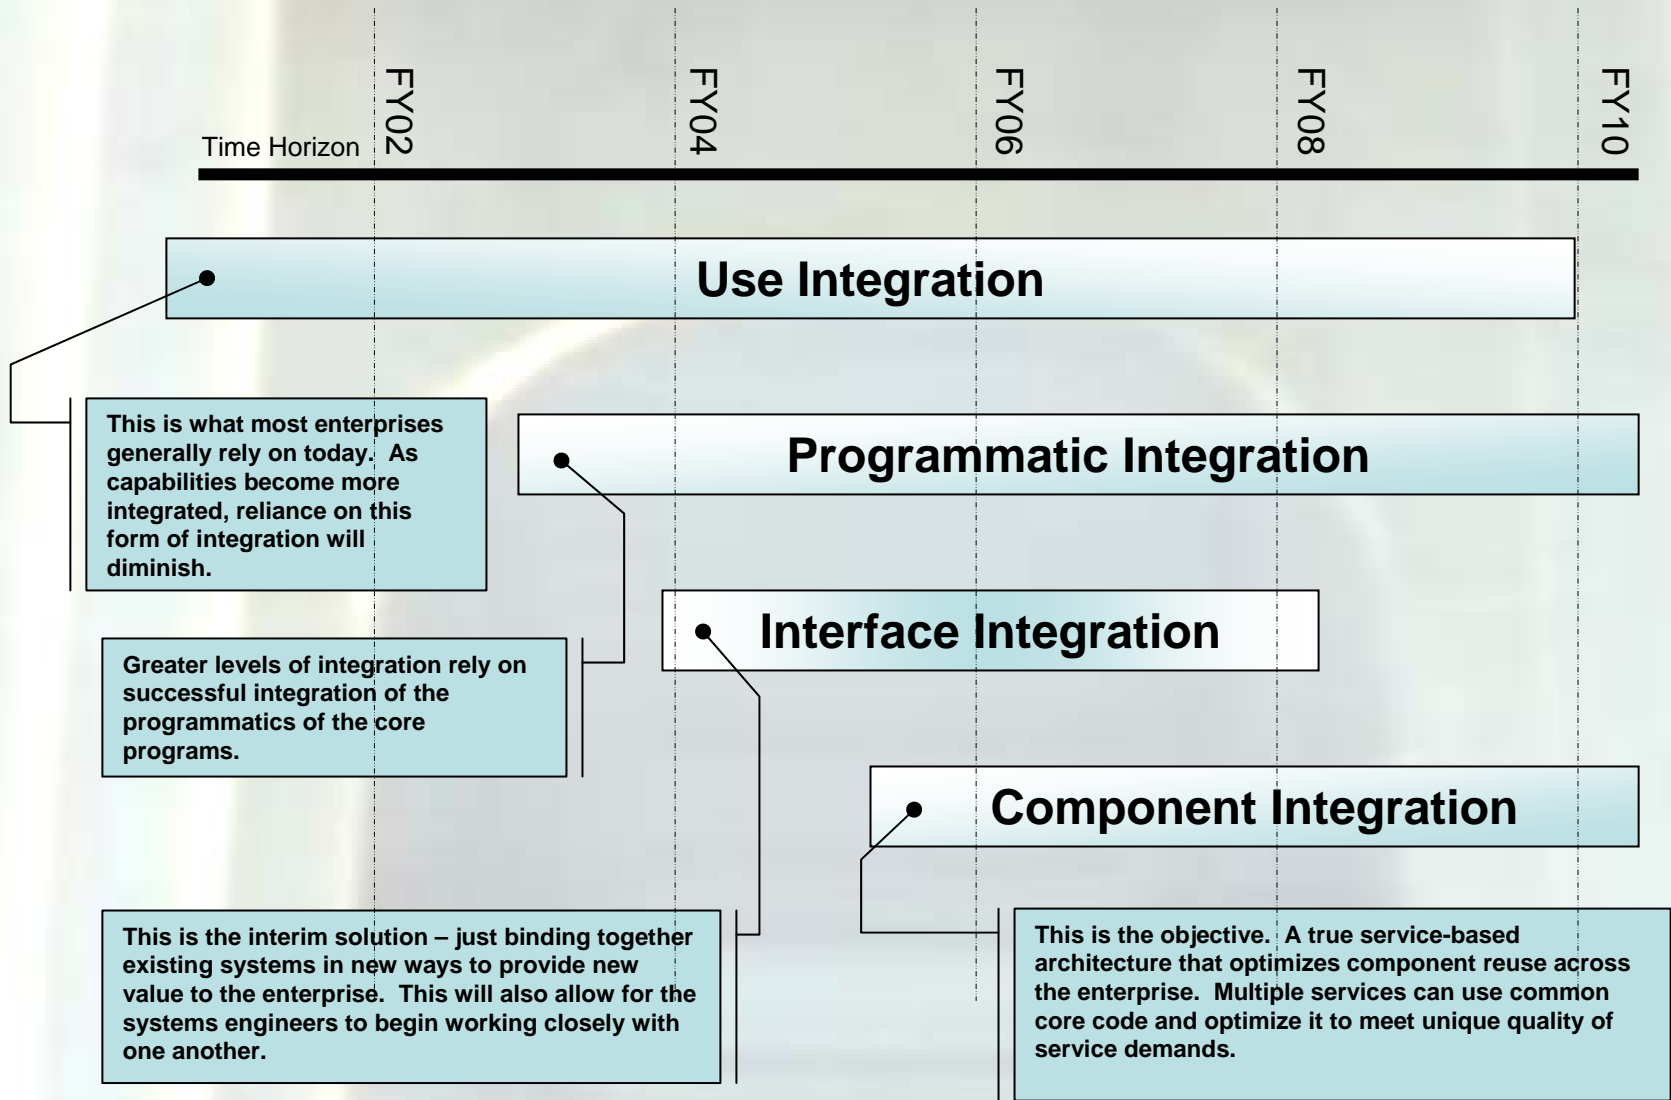 FY02
FY04
FY06
FY08
FY10
Time Horizon
Use Integration
This is what most enterprises
generally rely on today.  As
capabilities become more
integrated, reliance on this
form of integration will
diminish.
Programmatic Integration
Greater levels of integration rely on
successful integration of the
programmatics of the core
programs.
Interface Integration
This is the interim solution – just binding together
existing systems in new ways to provide new
value to the enterprise.  This will also allow for the
systems engineers to begin working closely with
one another.
Component Integration
This is the objective.  A true service-based
architecture that optimizes component reuse across
the enterprise.  Multiple services can use common
core code and optimize it to meet unique quality of
service demands.